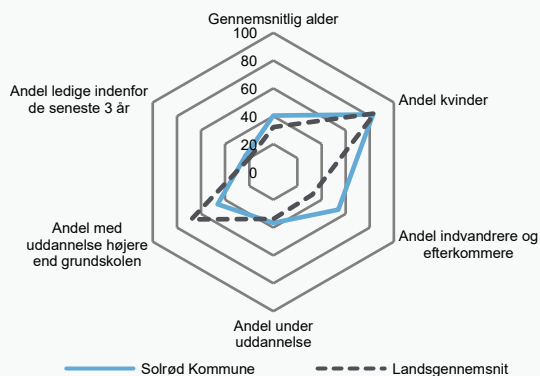 Gennemsnitlig alder
100
80
60
40
20
0
Andel kvinder
Andel indvandrere og
efterkommere
Andel under
uddannelse
Andel med
uddannelse højere
end grundskolen
Andel ledige indenfor
de seneste 3 år
Solrød Kommune
Landsgennemsnit